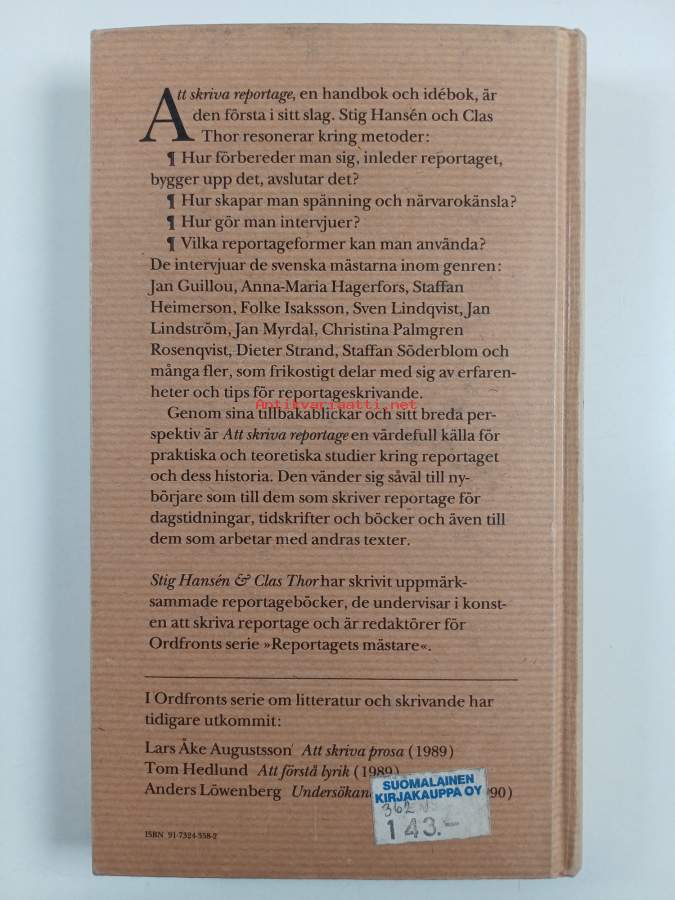 Att skriva reportage, en handbok och idébok, är
den första i sitt slag. Stig Hansén och Clas
Thor resonerar kring metoder:
¶ Hur förbereder man sig, inleder reportaget,
bygger upp det, avslutar det?
¶ Hur skapar man spänning och närvarokänsla?
¶ Hur gör man intervjuer?
¶ Vilka reportageformer kan man använda?
De intervjuar de svenska mästarna inom genren:
Jan Guillou, Anna-Maria Hagerfors, Staffan
Heimerson, Folke Isaksson, Sven Lindqvist, Jan
Lindström, Jan Myrdal, Christina Palmgren
Rosenqvist, Dieter Strand, Staffan Söderblom och
många fler, som frikostigt delar med sig av erfaren-
heter och tips för reportageskrivande.
Antikvariaatti.net
Genom sina tillbakablickar och sitt breda per-
spektiv är Att skriva reportage en värdefull källa för
praktiska och teoretiska studier kring reportaget
och dess historia. Den vänder sig såväl till ny-
börjare som till dem som skriver reportage för
dagstidningar, tidskrifter och böcker och även till
dem som arbetar med andras texter.
Stig Hansén & Clas Thor har skrivit uppmärk-
sammade reportageböcker, de undervisar i konst-
en att skriva reportage och är redaktörer för
Ordfronts serie »Reportagets mästare«.
I Ordfronts serie om litteratur och skrivande har
tidigare utkommit:
Lars Åke Augustsson Att skriva prosa (1989)
Tom Hedlund Att förstå lyrik (1989)
Anders Löwenberg 90)
SUOMALAINEN
KIRJAKAUPPA OY
362
143.-
ISBN 91-7324-358-2